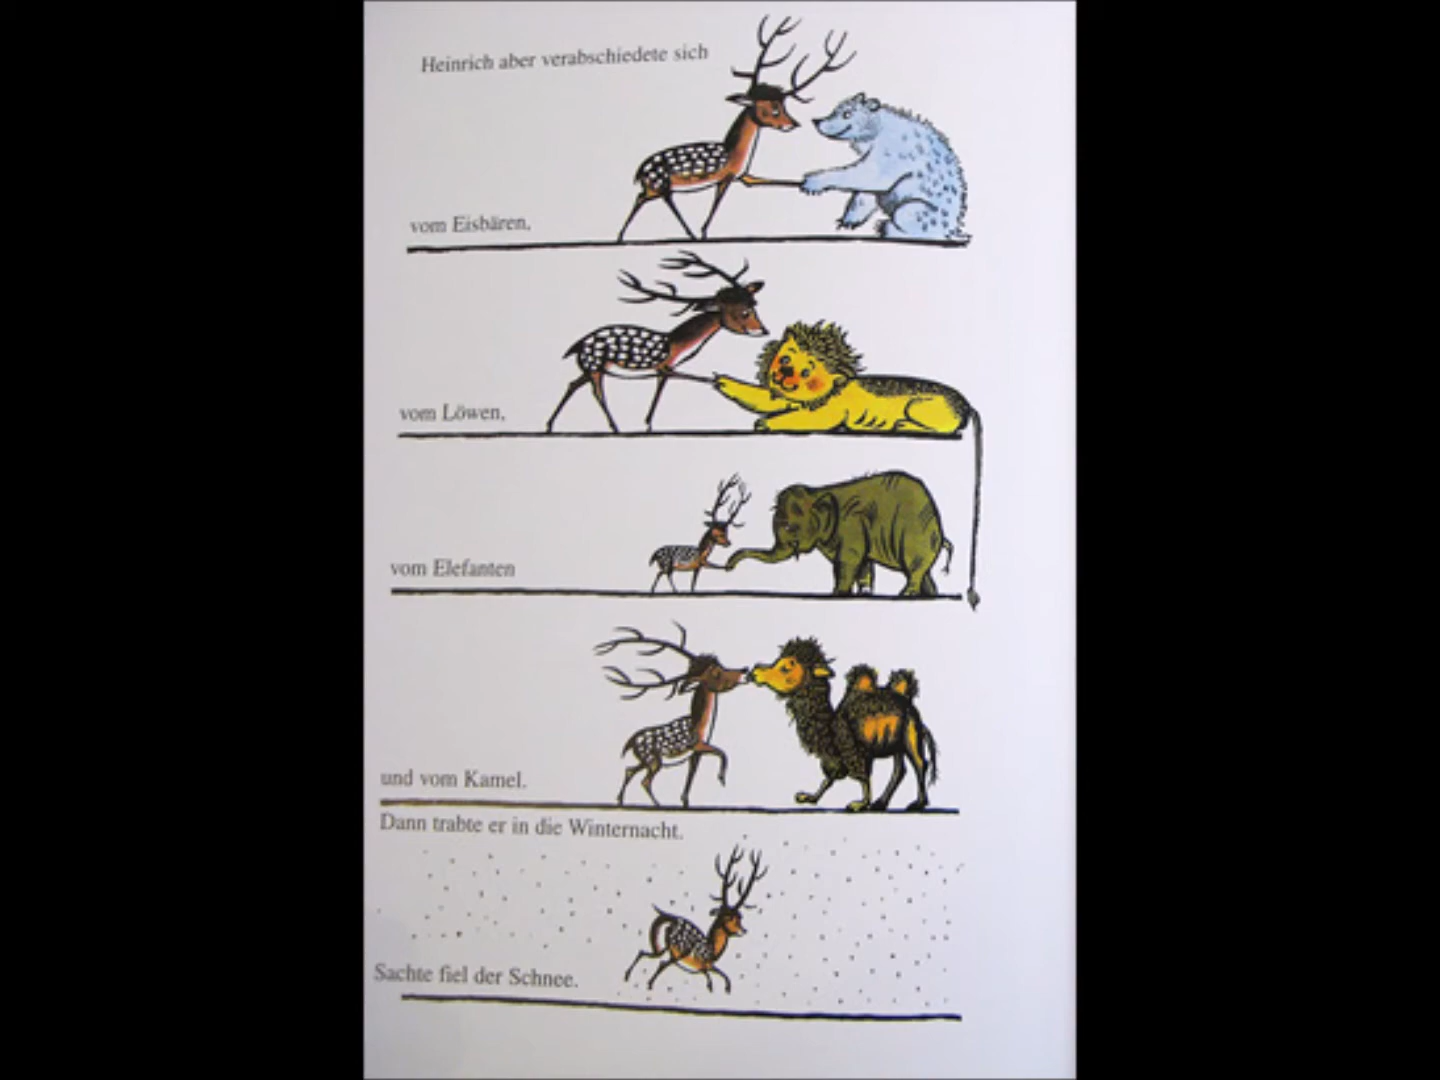 Heinrich aber verabschiedete sich
vom Eisbären,
vom Löwen,
vom Elefanten
und vom Kamel.
Dann trabte er in die Winternacht.
Sachte fiel der Schnee.